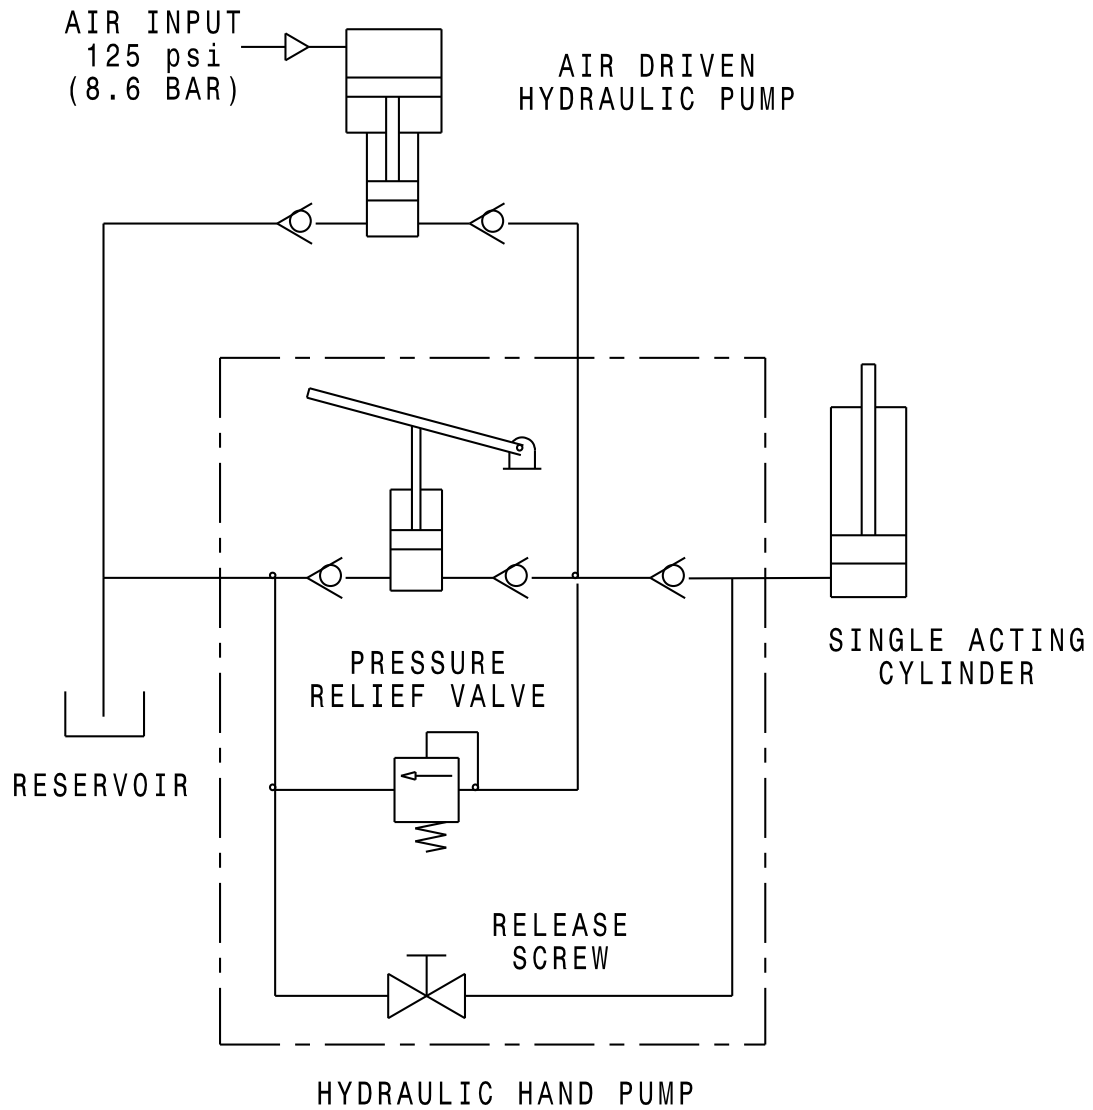 AIR INPUT
125 psi
(8.6 BAR)
AIR DRIVEN
HYDRAULIC PUMP
PRESSURE
RELIEF VALVE
SINGLE ACTING
CYLINDER
RESERVOIR
RELEASE
SCREW
HYDRAULIC HAND PUMP